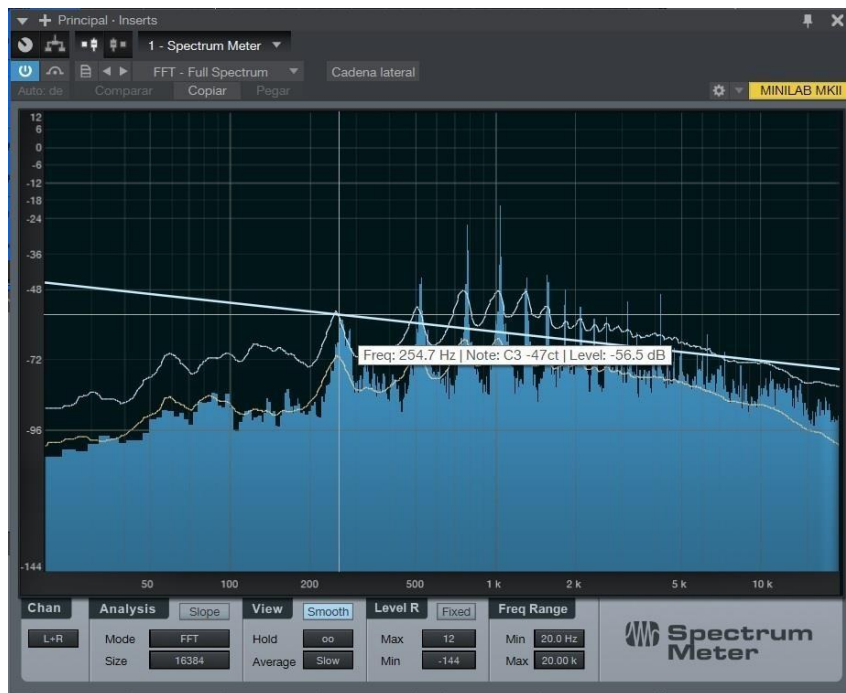 Principal - Inserts
1 - Spectrum Meter
FFT - Full Spectrum Cadena lateral
Auto: de Comparar Copiar Pegar MINILAB MKII
12
6
0
-6
-12
-18
-24
-36
-48
Freq: 254.7 Hz | Note: C3 -47ct | Level: -56.5 dB
-72
-96
-144
50 100 200 500 1 k 2 k 5 k 10 k
Chan Analysis Slope View Smooth Level R Fixed Freq Range
L+R Mode FFT Hold oo Max 12 Min 20.0 Hz Spectrum
Size 16384 Average Slow Min -144 Max 20.00 k Meter